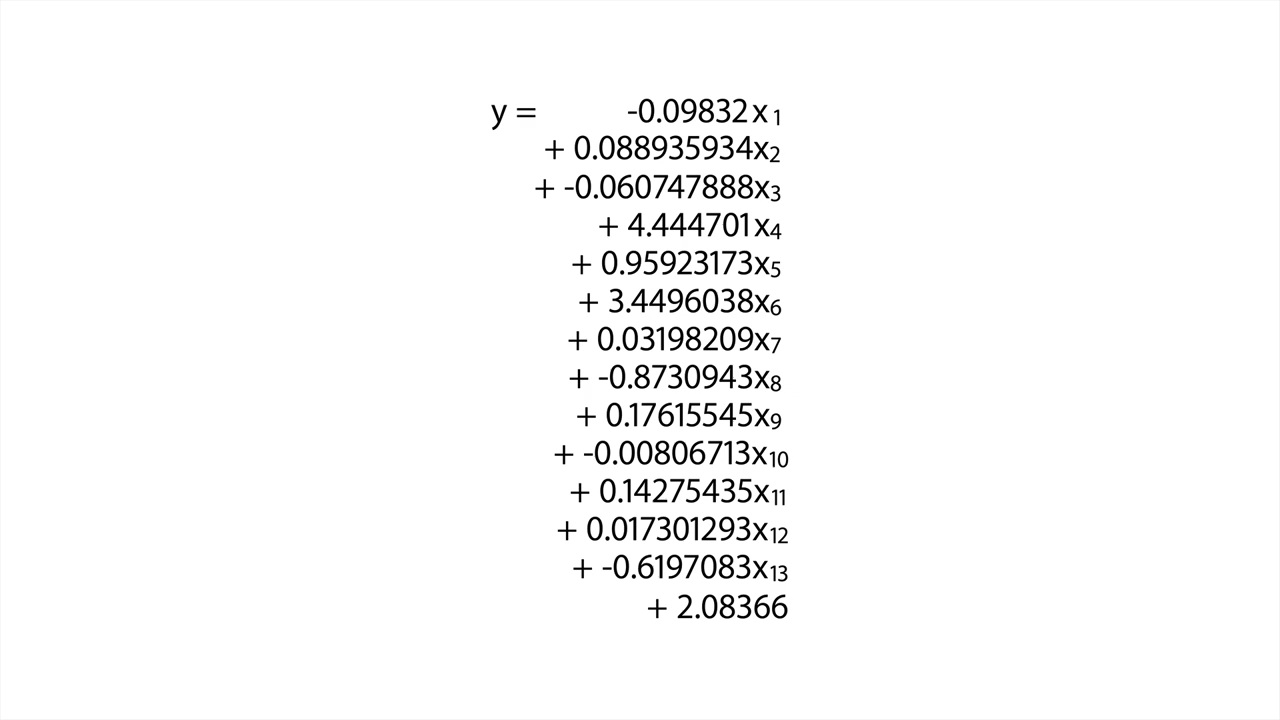 y = -0.09832x₁
+ 0.088935934x₂
+ -0.060747888x₃
+ 4.444701x₄
+ 0.95923173x₅
+ 3.4496038x₆
+ 0.03198209x₇
+ -0.8730943x₈
+ 0.17615545x₉
+ -0.00806713x₁₀
+ 0.14275435x₁₁
+ 0.017301293x₁₂
+ -0.6197083x₁₃
+ 2.08366